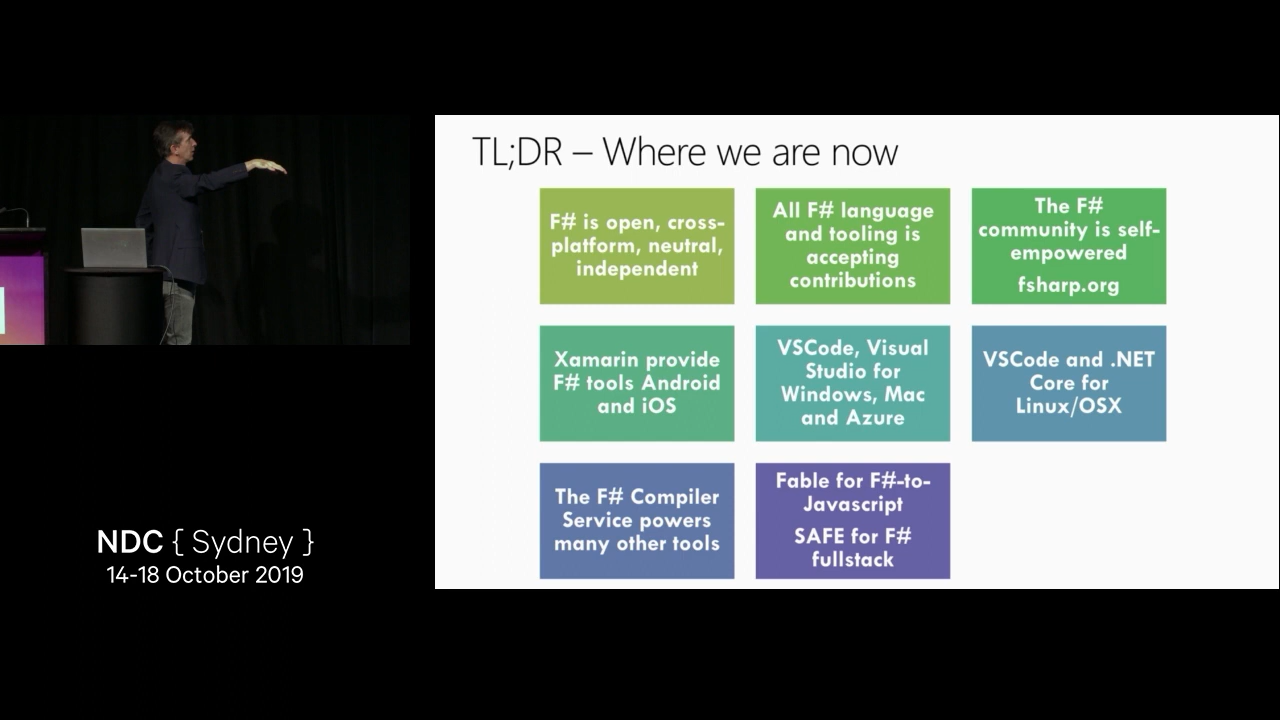 TL;DR – Where we are now
F# is open, cross-
platform, neutral,
independent
All F# language
and tooling is
accepting
contributions
The F#
community is self-
empowered
fsharp.org
Xamarin provide
F# tools Android
and iOS
VSCode, Visual
Studio for
Windows, Mac
and Azure
VSCode and .NET
Core for
Linux/OSX
The F# Compiler
Service powers
many other tools
Fable for F#-to-
Javascript
SAFE for F#
fullstack
NDC { Sydney }
14-18 October 2019